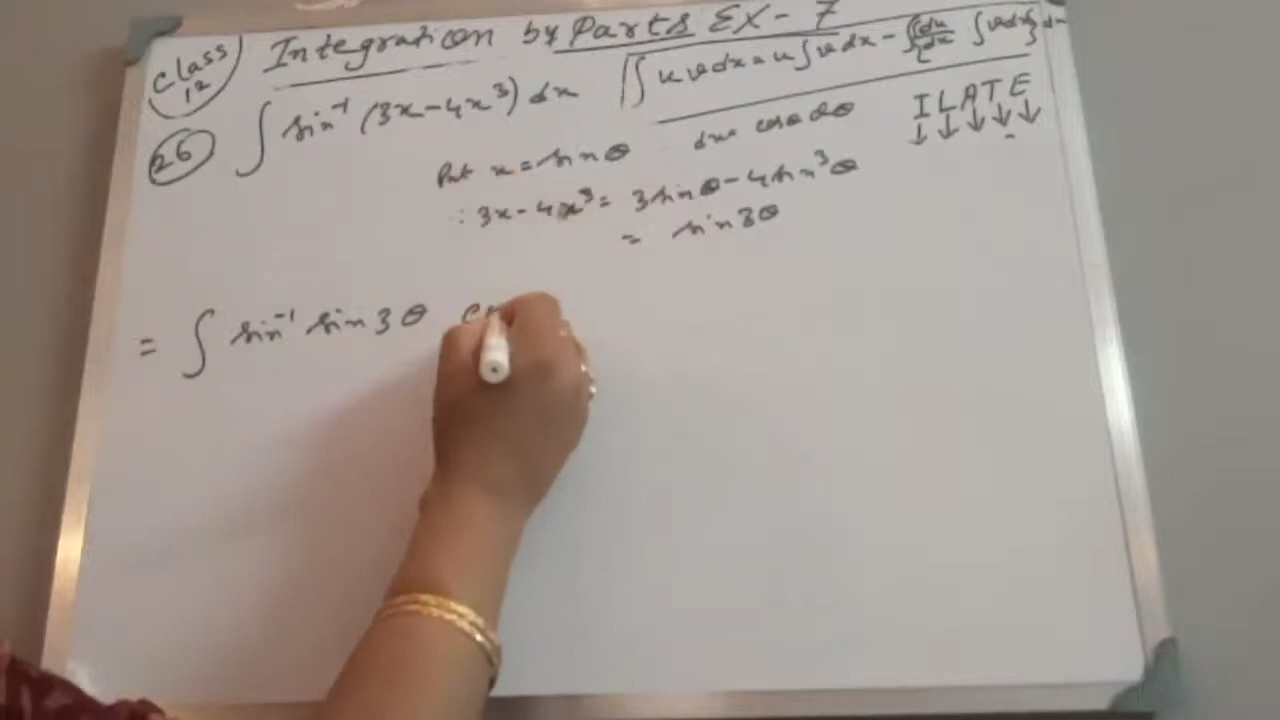 Class 12
Integration by Parts EX - 7
∫ u v dx = u ∫ v dx - ∫{du/dx ∫ v dx} dx
26 ∫ sin⁻¹ (3x-4x³) dx
I L A T E
↓ ↓ ↓ ↓ ↓
Put x = sin θ dx = cos θ dθ
∴ 3x - 4x³ = 3 sin θ - 4 sin³ θ
= sin 3θ
= ∫ sin⁻¹ sin 3 θ